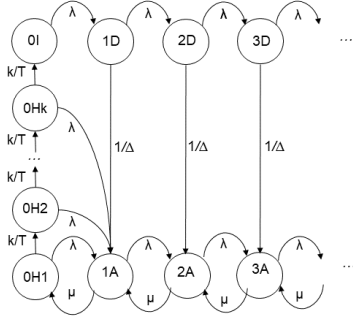 λ λ λ λ
0I 1D 2D 3D ...
k/T
0Hk
λ
k/T 1/Δ 1/Δ 1/Δ
...
k/T
0H2 λ
k/T λ λ λ λ
0H1 1A 2A 3A ...
μ μ μ μ